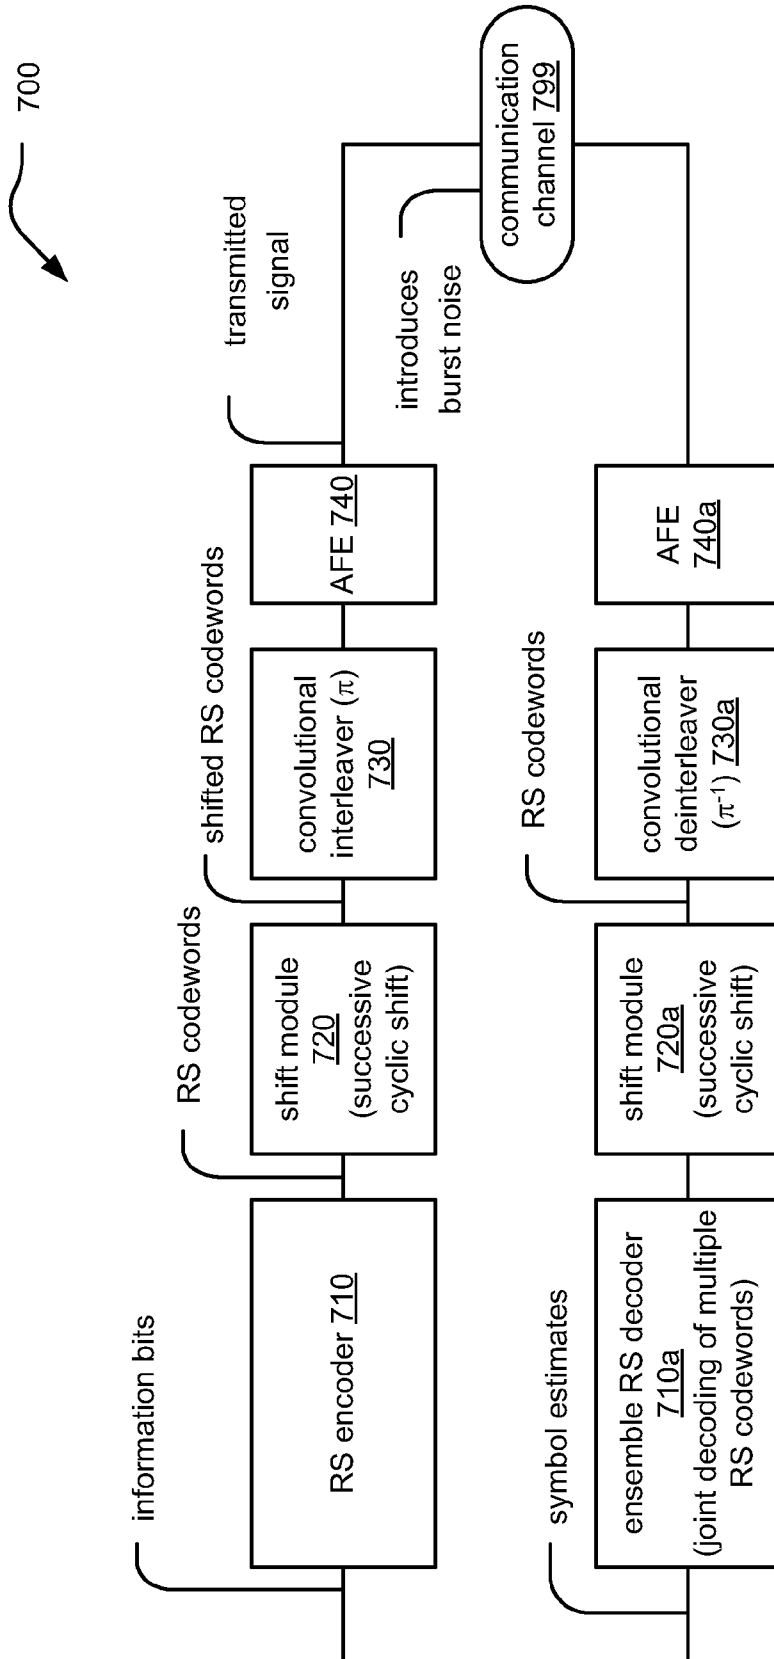 700
information bits
RS codewords
shifted RS codewords
transmitted
signal
RS encoder 710
shift module
720
(successive
cyclic shift)
convolutional
interleaver (π)
730
AFE 740
introduces
burst noise
communication
channel 799
symbol estimates
RS codewords
ensemble RS decoder
710a
(joint decoding of multiple
RS codewords)
shift module
720a
(successive
cyclic shift)
convolutional
deinterleaver
(π⁻¹) 730a
AFE
740a